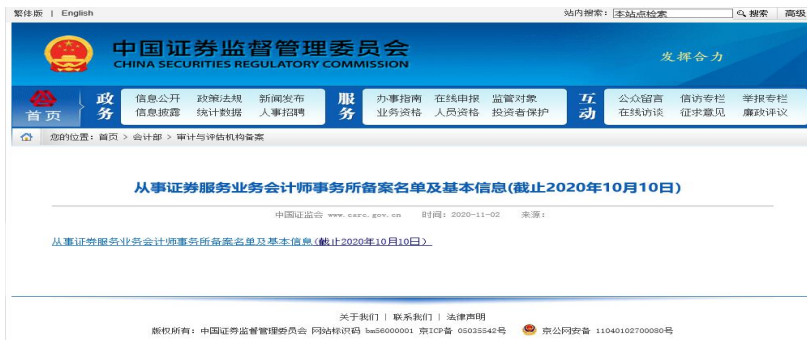 繁体版 | English 站内搜索: 本站点检索 搜索 高级
中国证券监督管理委员会
CHINA SECURITIES REGULATORY COMMISSION
发挥合力
首页 政务 信息公开 政策法规 新闻发布 服务 办事指南 在线申报 监管对象 互动 公众留言 信访专栏 举报专栏
信息披露 统计数据 人事招聘 业务资格 人员资格 投资者保护 在线访谈 征求意见 廉政评议
您的位置: 首页 > 会计部 > 审计与评估机构备案
从事证券服务业务会计师事务所备案名单及基本信息(截止2020年10月10日)
中国证监会 www.csrc.gov.cn 时间: 2020-11-02 来源:
从事证券服务业务会计师事务所备案名单及基本信息(截止2020年10月10日)
关于我们 | 联系我们 | 法律声明
版权所有: 中国证券监督管理委员会 网站标识码 bm56000001 京ICP备 05035542号 京公网安备 11040102700080号